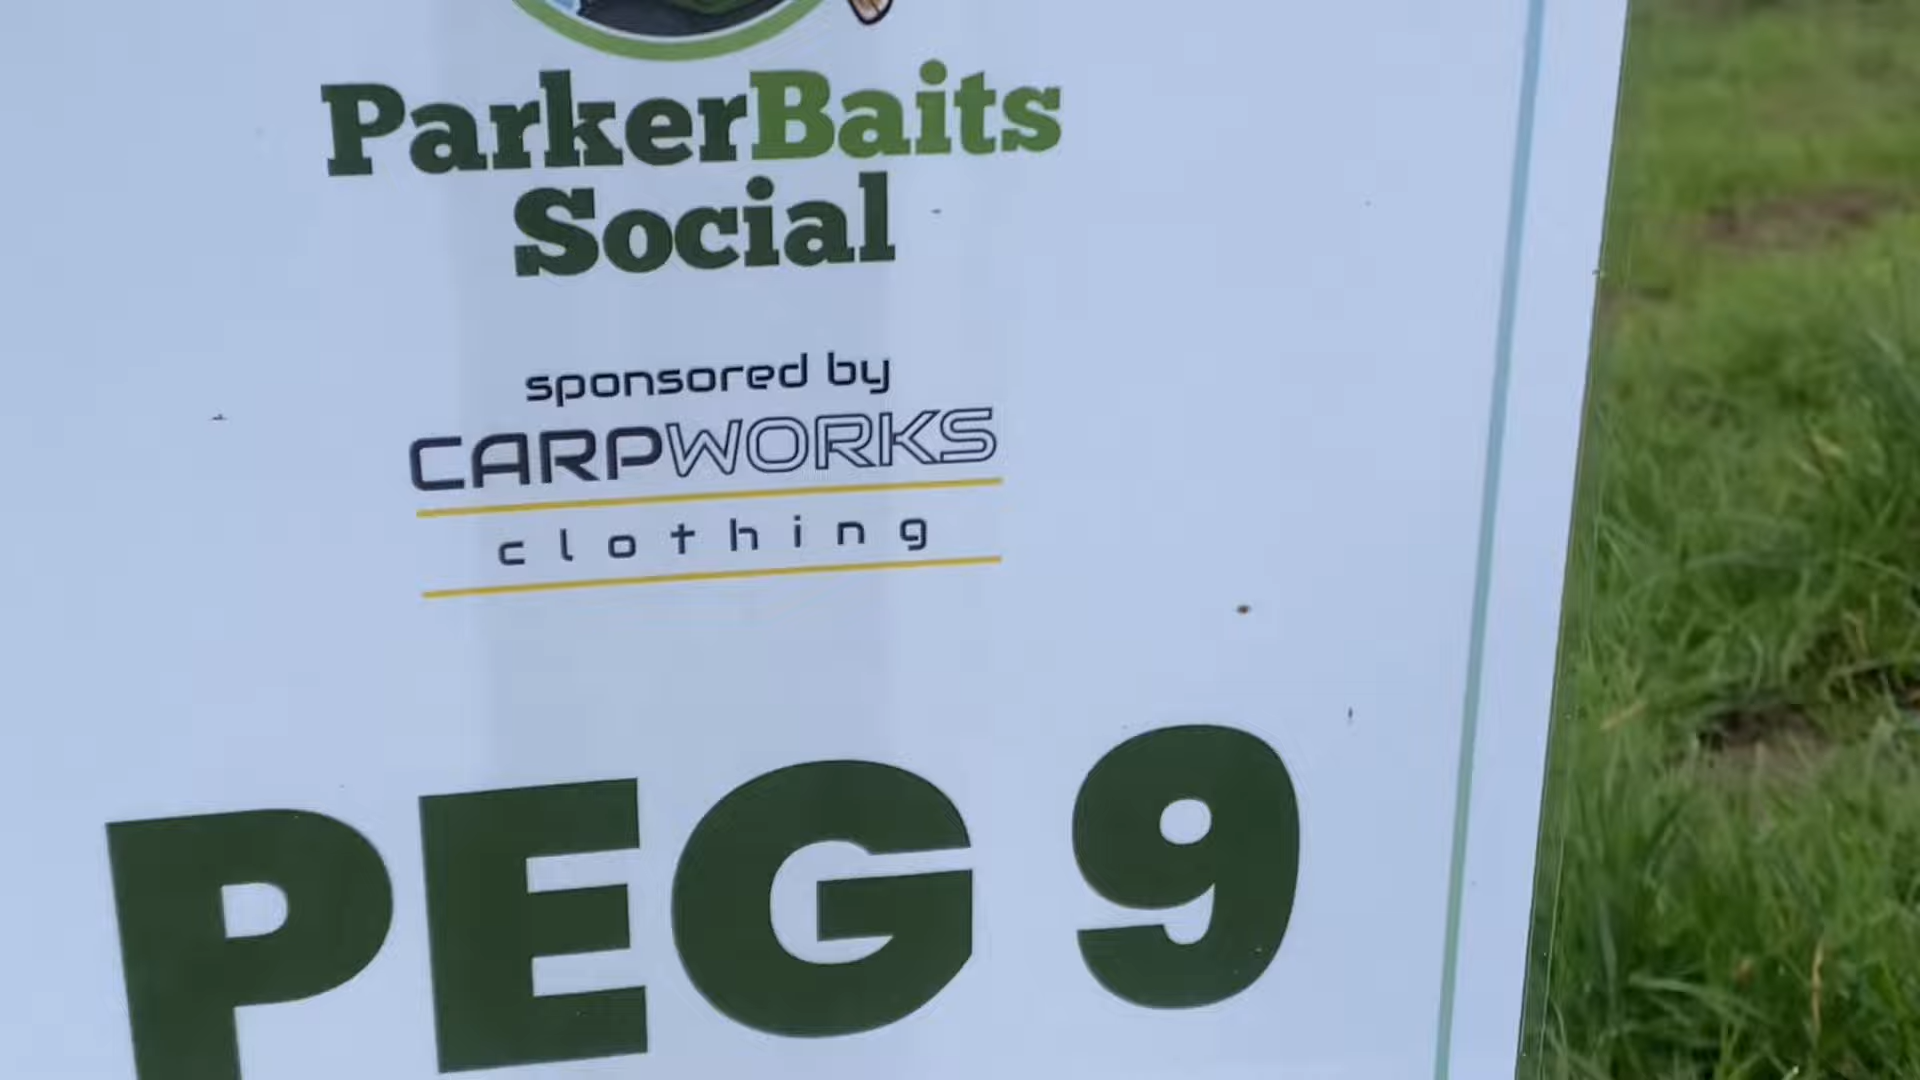 ParkerBaits
Social
sponsored by
CARPWORKS
clothing
PEG 9